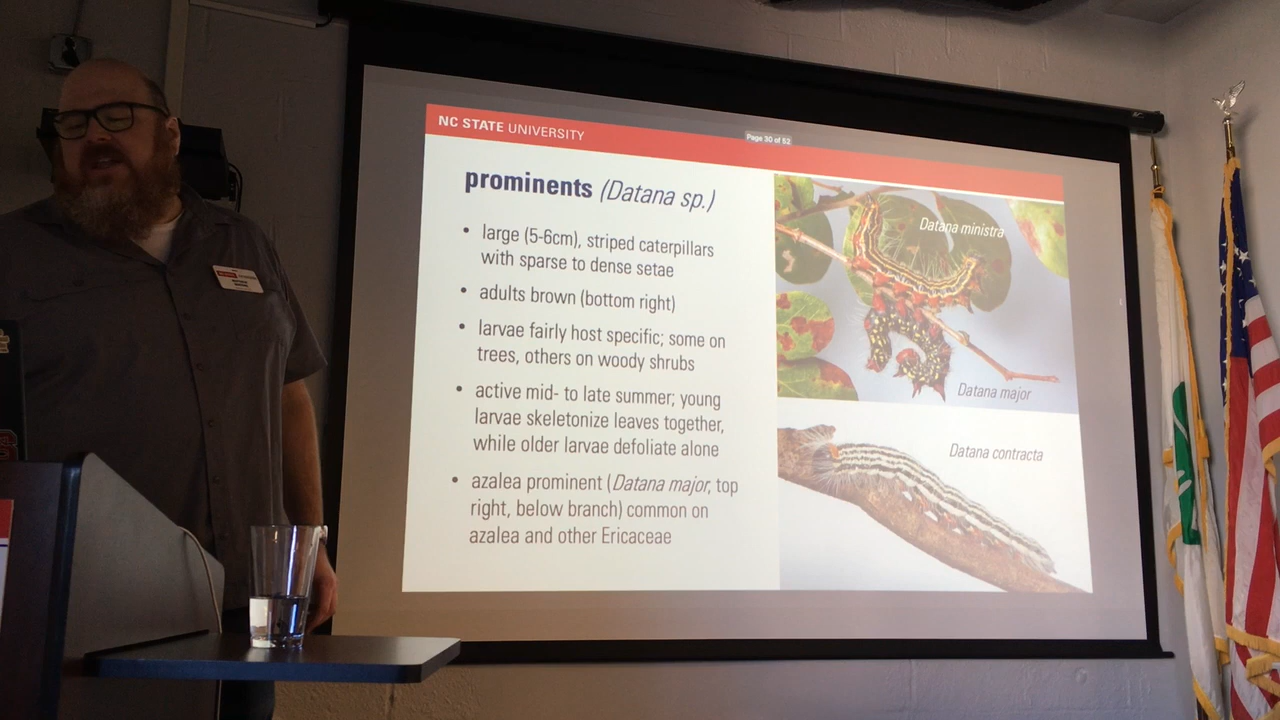 NC STATE UNIVERSITY
Page 30 of 52
prominents (Datana sp.)
• large (5-6cm), striped caterpillars
with sparse to dense setae
• adults brown (bottom right)
• larvae fairly host specific; some on
trees, others on woody shrubs
• active mid- to late summer; young
larvae skeletonize leaves together,
while older larvae defoliate alone
• azalea prominent (Datana major, top
right, below branch) common on
azalea and other Ericaceae
Datana ministra
Datana major
Datana contracta